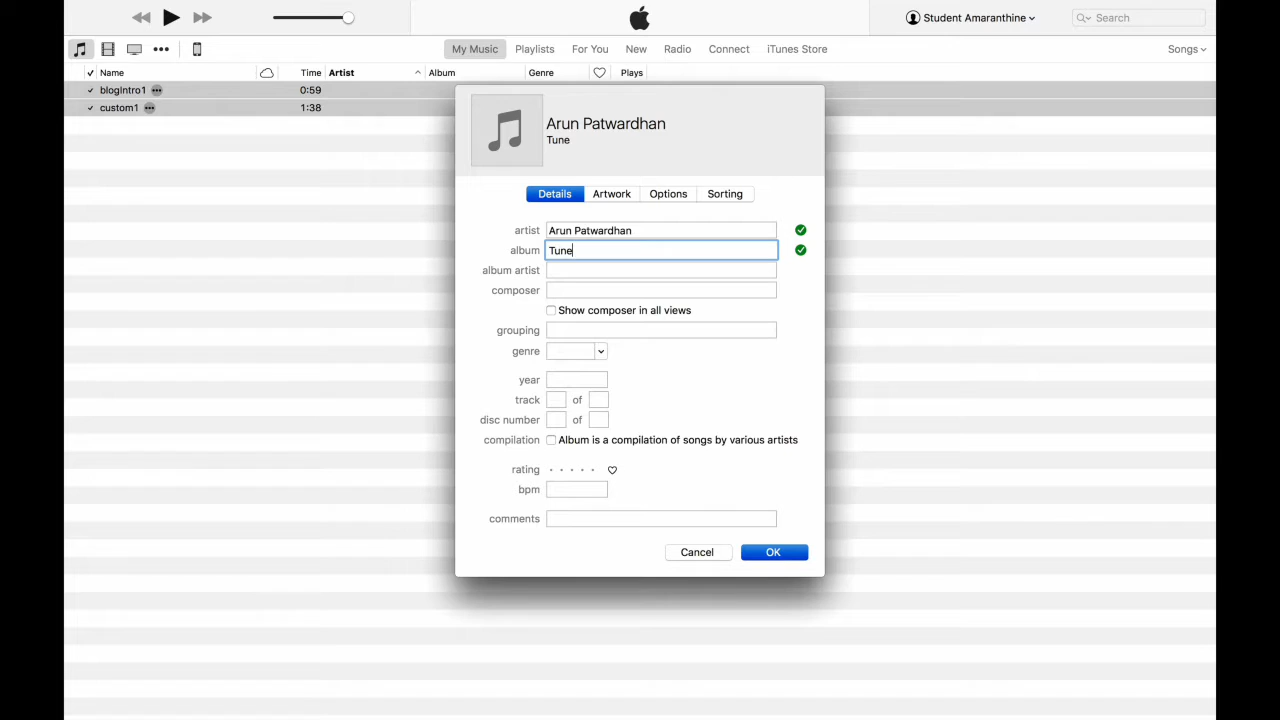 Student Amaranthine
Search
My Music Playlists For You New Radio Connect iTunes Store
Songs
Name Time Artist Album Genre Plays
blogIntro1 0:59
custom1 1:38
Arun Patwardhan
Tune
Details Artwork Options Sorting
artist Arun Patwardhan
album Tune
album artist
composer
Show composer in all views
grouping
genre
year
track of
disc number of
compilation Album is a compilation of songs by various artists
rating
bpm
comments
Cancel OK